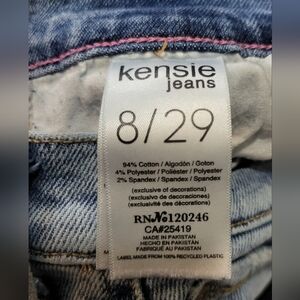 kensie
jeans
8/29
94% Cotton / Algodón / Coton
4% Polyester / Poliéster / Polyester
2% Spandex / Spandex / Spandex
(exclusive of decorations)
(exclusivo de decoraciones)
(exclusivité des décorations)
RN№120246
CA#25419
MADE IN PAKISTAN
HECHO EN PAKISTAN
FABRIQUÉ AU PAKISTAN
LABEL MADE FROM 100% RECYCLED PLASTIC